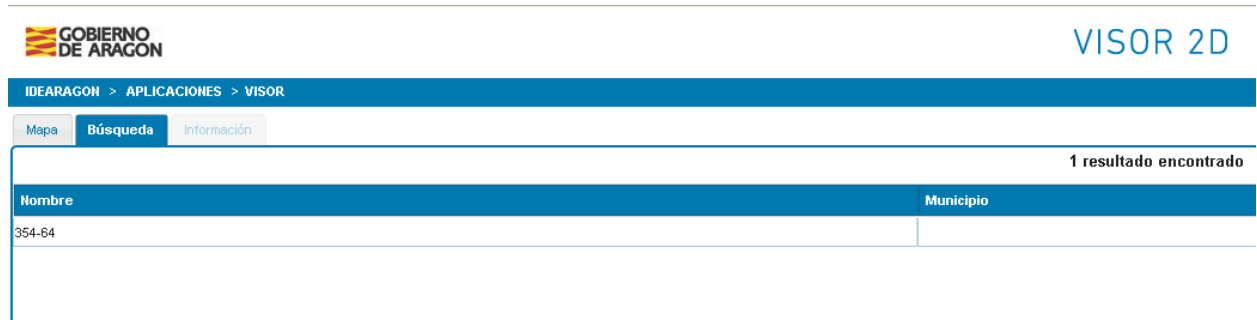 GOBIERNO
DE ARAGON
VISOR 2D
IDEARAGON > APLICACIONES > VISOR
Mapa Búsqueda Información
1 resultado encontrado
Nombre Municipio
354-64